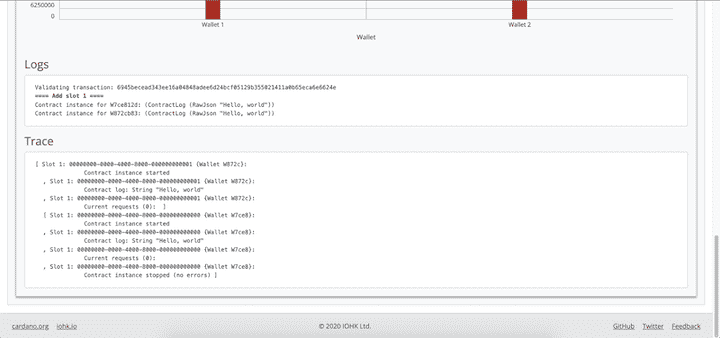 6250000
0
Wallet 1
Wallet 2
Wallet
Logs
Validating transaction: 6945becead343ee16a04848adee6d24bcf05129b355021411a0b65eca6e6624e
==== Add slot 1 ====
Contract instance for W7ce812d: (ContractLog (RawJson "Hello, world"))
Contract instance for W872cb83: (ContractLog (RawJson "Hello, world"))
Trace
[ Slot 1: 00000000-0000-4000-8000-000000000001 {Wallet W872c}:
Contract instance started
, Slot 1: 00000000-0000-4000-8000-000000000001 {Wallet W872c}:
Contract log: String "Hello, world"
, Slot 1: 00000000-0000-4000-8000-000000000001 {Wallet W872c}:
Current requests (0): ]
[ Slot 1: 00000000-0000-4000-8000-000000000000 {Wallet W7ce8}:
Contract instance started
, Slot 1: 00000000-0000-4000-8000-000000000000 {Wallet W7ce8}:
Contract log: String "Hello, world"
, Slot 1: 00000000-0000-4000-8000-000000000000 {Wallet W7ce8}:
Current requests (0):
, Slot 1: 00000000-0000-4000-8000-000000000000 {Wallet W7ce8}:
Contract instance stopped (no errors) ]
cardano.org iohk.io © 2020 IOHK Ltd. GitHub Twitter Feedback